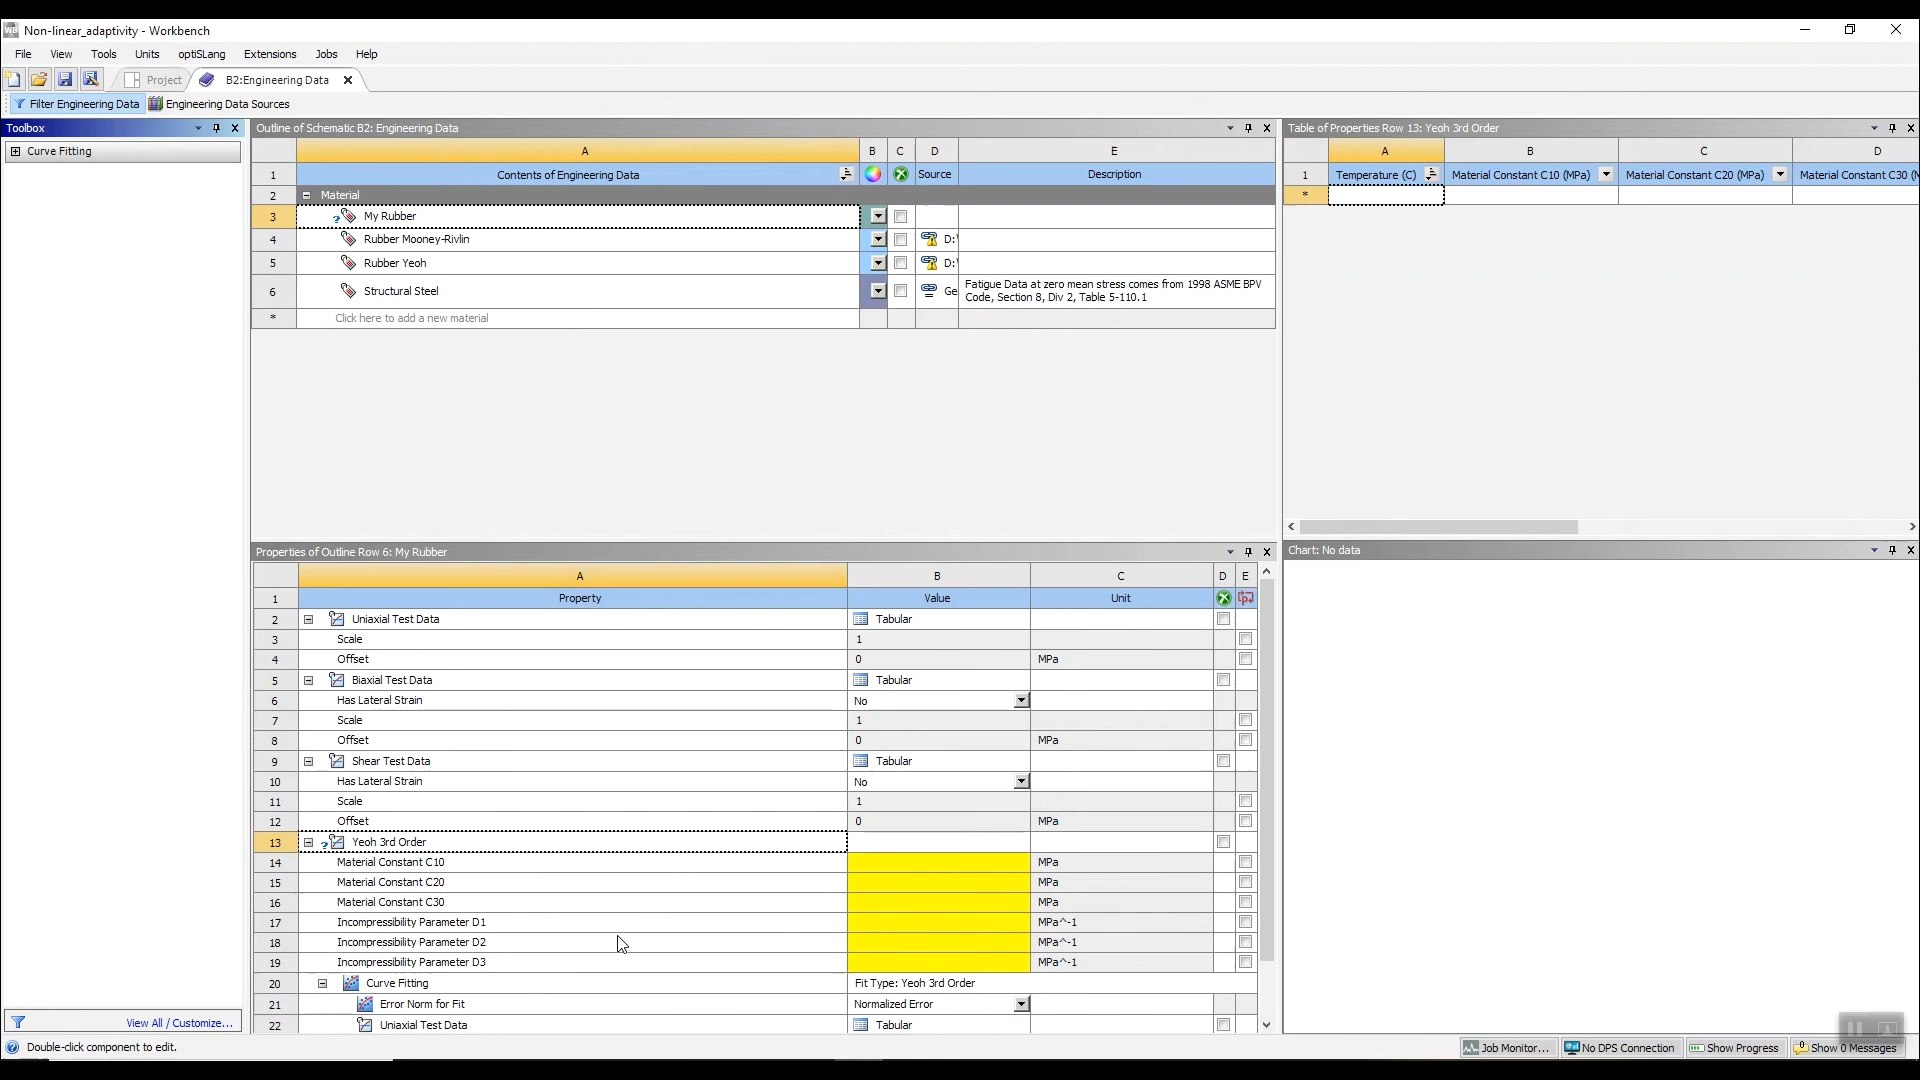 Non-linear_adaptivity - Workbench
File View Tools Units optiSLang Extensions Jobs Help
Project B2:Engineering Data
Filter Engineering Data Engineering Data Sources
Toolbox
Curve Fitting
View All / Customize...
Outline of Schematic B2: Engineering Data
A B C D E
1 Contents of Engineering Data Source Description
2 Material
3 ? My Rubber
4 Rubber Mooney-Rivlin D:\
5 Rubber Yeoh D:\
6 Structural Steel Ge Fatigue Data at zero mean stress comes from 1998 ASME BPV
Code, Section 8, Div 2, Table 5-110.1
* Click here to add a new material
Table of Properties Row 13: Yeoh 3rd Order
A B C D
1 Temperature (C) Material Constant C10 (MPa) Material Constant C20 (MPa) Material Constant C30 (M
*
Properties of Outline Row 6: My Rubber
A B C D E
1 Property Value Unit
2 Uniaxial Test Data Tabular
3 Scale 1
4 Offset 0 MPa
5 Biaxial Test Data Tabular
6 Has Lateral Strain No
7 Scale 1
8 Offset 0 MPa
9 Shear Test Data Tabular
10 Has Lateral Strain No
11 Scale 1
12 Offset 0 MPa
13 ? Yeoh 3rd Order
14 Material Constant C10 MPa
15 Material Constant C20 MPa
16 Material Constant C30 MPa
17 Incompressibility Parameter D1 MPa^-1
18 Incompressibility Parameter D2 MPa^-1
19 Incompressibility Parameter D3 MPa^-1
20 Curve Fitting Fit Type: Yeoh 3rd Order
21 Error Norm for Fit Normalized Error
22 Uniaxial Test Data Tabular
Chart: No data
Double-click component to edit.
Job Monitor... No DPS Connection Show Progress Show 0 Messages